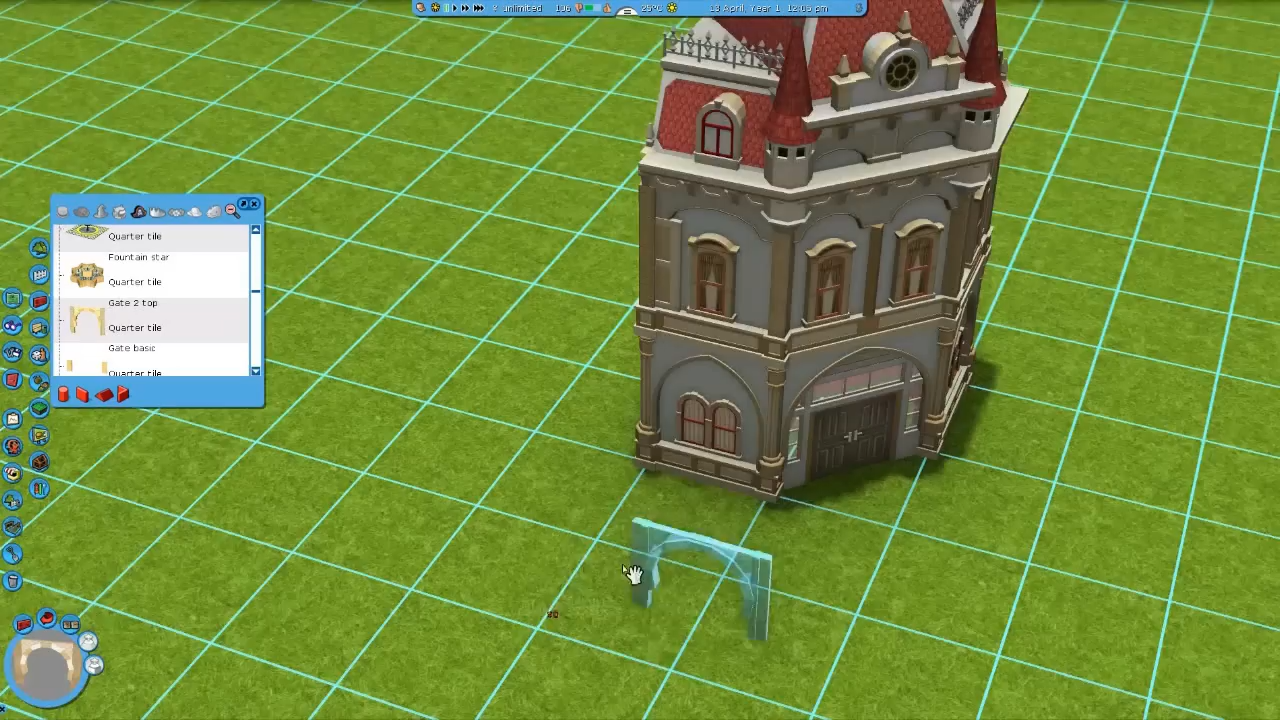 unlimited
25°C
13 April, Year 1, 12:05 pm
Quarter tile
Fountain star
Quarter tile
Gate 2 top
Quarter tile
Gate basic
Quarter tile